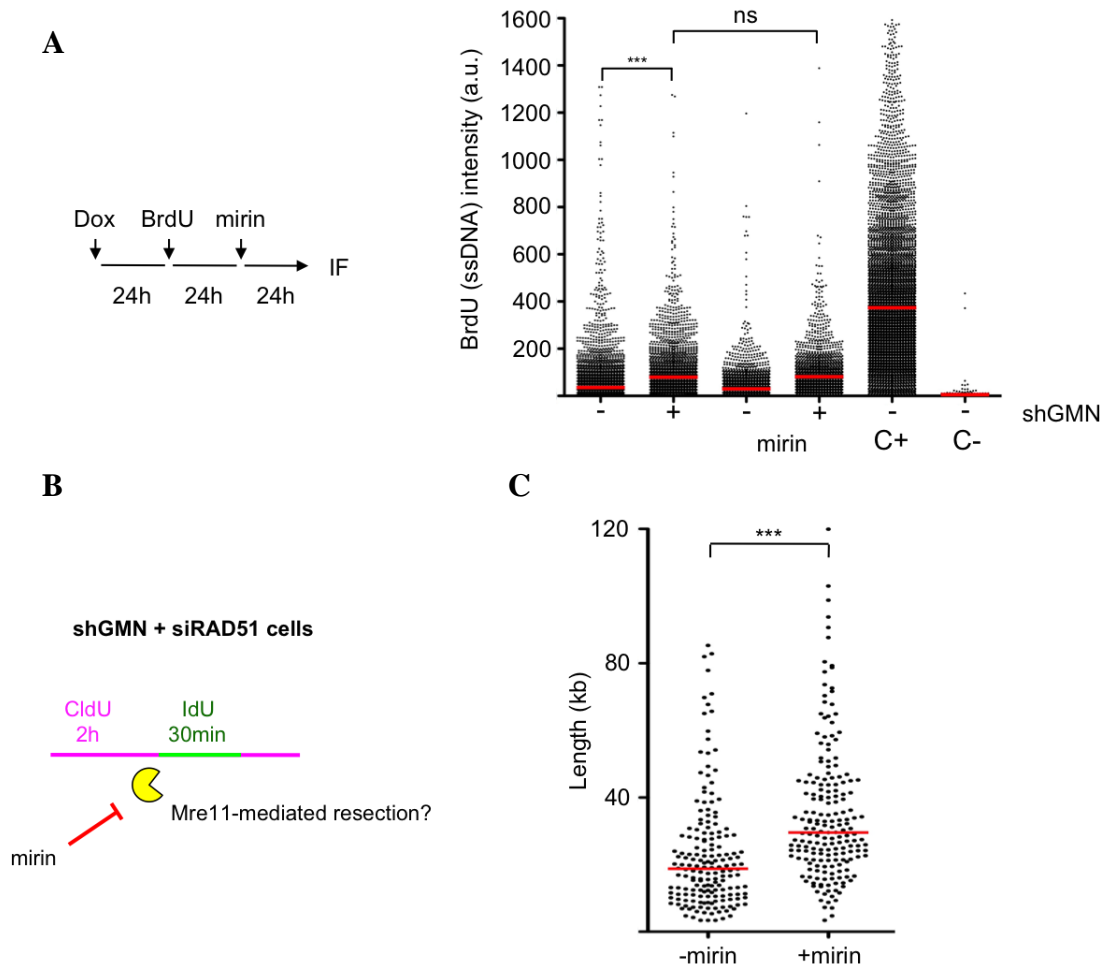 A
Dox BrdU mirin
IF
24h 24h 24h
BrdU (ssDNA) intensity (a.u.)
1600
1400
1200
1000
800
600
400
200
***
ns
- + - + - - shGMN
mirin C+ C-
B
shGMN + siRAD51 cells
CldU IdU
2h 30min
Mre11-mediated resection?
mirin
C
Length (kb)
120
80
40
***
-mirin +mirin